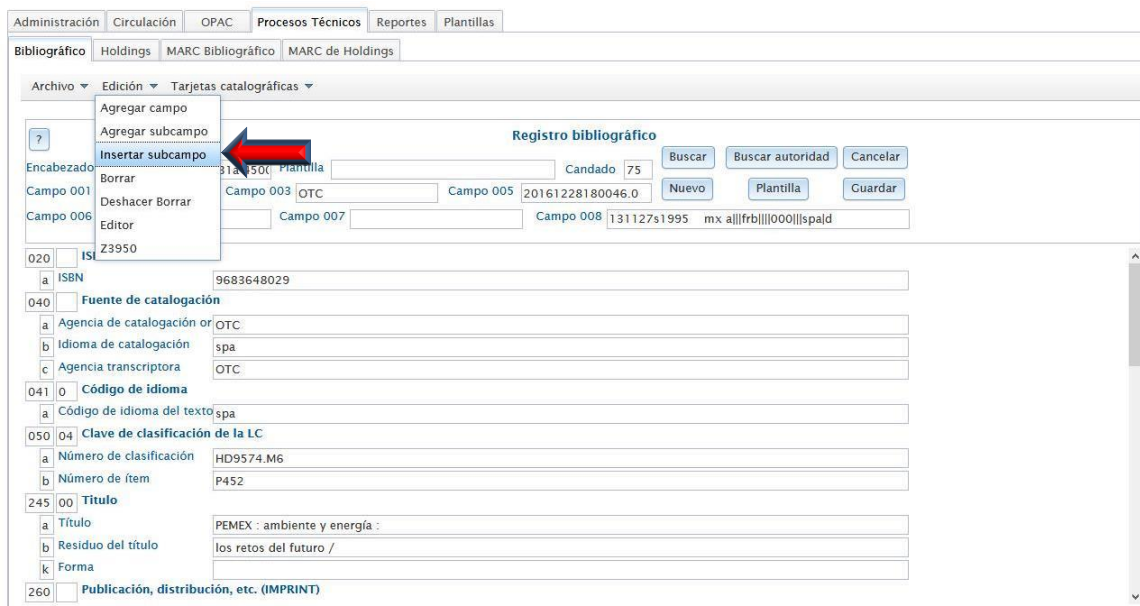 Administración Circulación OPAC Procesos Técnicos Reportes Plantillas
Bibliográfico Holdings MARC Bibliográfico MARC de Holdings
Archivo Edición Tarjetas catalográficas
Agregar campo
Agregar subcampo
Insertar subcampo
Borrar
Deshacer Borrar
Editor
Z3950
? Registro bibliográfico
Buscar Buscar autoridad Cancelar
Encabezado Plantilla Candado 75
Campo 001 Campo 003 OTC Campo 005 20161228180046.0 Nuevo Plantilla Guardar
Campo 006 Campo 007 Campo 008 131127s1995 mx a|||frb||||000|||spa|d
020
a ISBN 9683648029
040 Fuente de catalogación
a Agencia de catalogación or OTC
b Idioma de catalogación spa
c Agencia transcriptora OTC
041 0 Código de idioma
a Código de idioma del texto spa
050 04 Clave de clasificación de la LC
a Número de clasificación HD9574.M6
b Número de ítem P452
245 00 Titulo
a Título PEMEX : ambiente y energía :
b Residuo del título los retos del futuro /
k Forma
260 Publicación, distribución, etc. (IMPRINT)